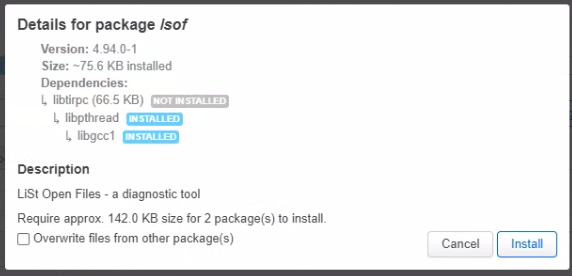 Details for package lsof
Version: 4.94.0-1
Size: ~75.6 KB installed
Dependencies:
↳ libtirpc (66.5 KB) NOT INSTALLED
↳ libpthread INSTALLED
↳ libgcc1 INSTALLED
Description
LiSt Open Files - a diagnostic tool
Require approx. 142.0 KB size for 2 package(s) to install.
Overwrite files from other package(s)
Cancel Install